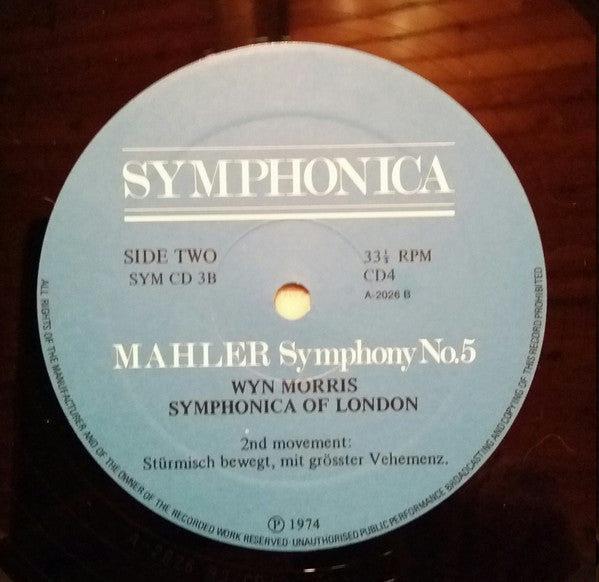 SYMPHONICA
SIDE TWO
SYM CD 3B
33⅓ RPM
CD4
A-2026 B
MAHLER Symphony No.5
WYN MORRIS
SYMPHONICA OF LONDON
2nd movement:
Stürmisch bewegt, mit grösster Vehemenz.
℗ 1974
ALL RIGHTS OF THE MANUFACTURER AND OF THE OWNER OF THE RECORDED WORK RESERVED·UNAUTHORISED PUBLIC PERFORMANCE BROADCASTING AND COPYING OF THIS RECORD PROHIBITED